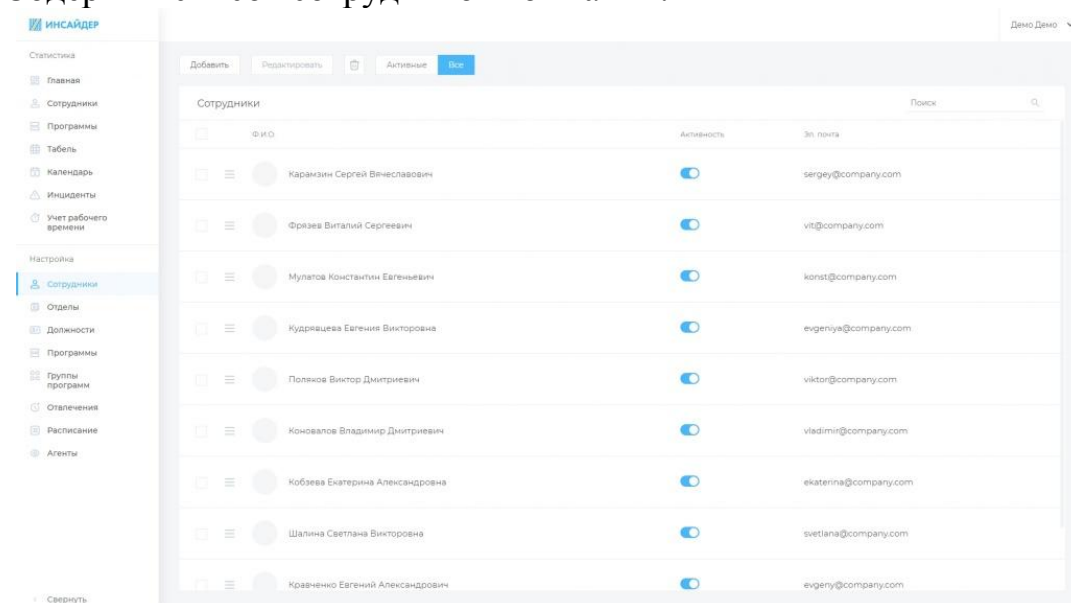 ИНСАЙДЕР
Демо Демо
Статистика
Главная
Сотрудники
Программы
Табель
Календарь
Инциденты
Учет рабочего
времени
Настройка
Сотрудники
Отделы
Должности
Программы
Группы
программ
Отвлечения
Расписание
Агенты
Свернуть
Добавить
Редактировать
Активные
Все
Сотрудники
Поиск
Ф.И.О.
Активность
Эл. почта
Карамзин Сергей Вячеславович
sergey@company.com
Фрязев Виталий Сергеевич
vit@company.com
Мулатов Константин Евгеньевич
konst@company.com
Кудрявцева Евгения Викторовна
evgeniya@company.com
Поляков Виктор Дмитриевич
viktor@company.com
Коновалов Владимир Дмитриевич
vladimir@company.com
Кобзева Екатерина Александровна
ekaterina@company.com
Шалина Светлана Викторовна
svetlana@company.com
Кравченко Евгений Александрович
evgeny@company.com